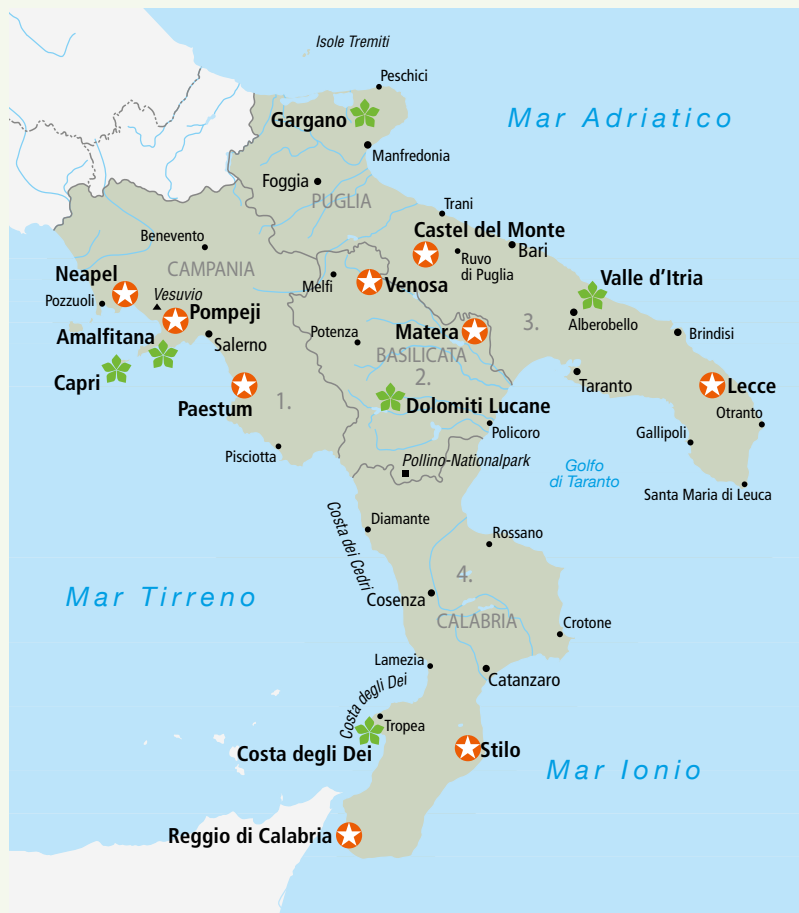 Isole Tremiti
Peschici
Gargano
Mar Adriatico
Manfredonia
Foggia
PUGLIA
Trani
Castel del Monte
Benevento
Bari
Ruvo
di Puglia
CAMPANIA
Neapel
Melfi
Venosa
Valle d'Itria
Pozzuoli
Vesuvio
Pompeji
Alberobello
Amalfitana
Salerno
Potenza
Matera
3.
Brindisi
BASILICATA
2.
Capri
Taranto
Lecce
Paestum
1.
Dolomiti Lucane
Otranto
Policoro
Gallipoli
Pisciotta
Pollino-Nationalpark
Golfo
di Taranto
Santa Maria di Leuca
Costa dei Cedri
Diamante
Rossano
4.
Mar Tirreno
Cosenza
CALABRIA
Crotone
Lamezia
Catanzaro
Costa degli Dei
Tropea
Costa degli Dei
Stilo
Mar Ionio
Reggio di Calabria